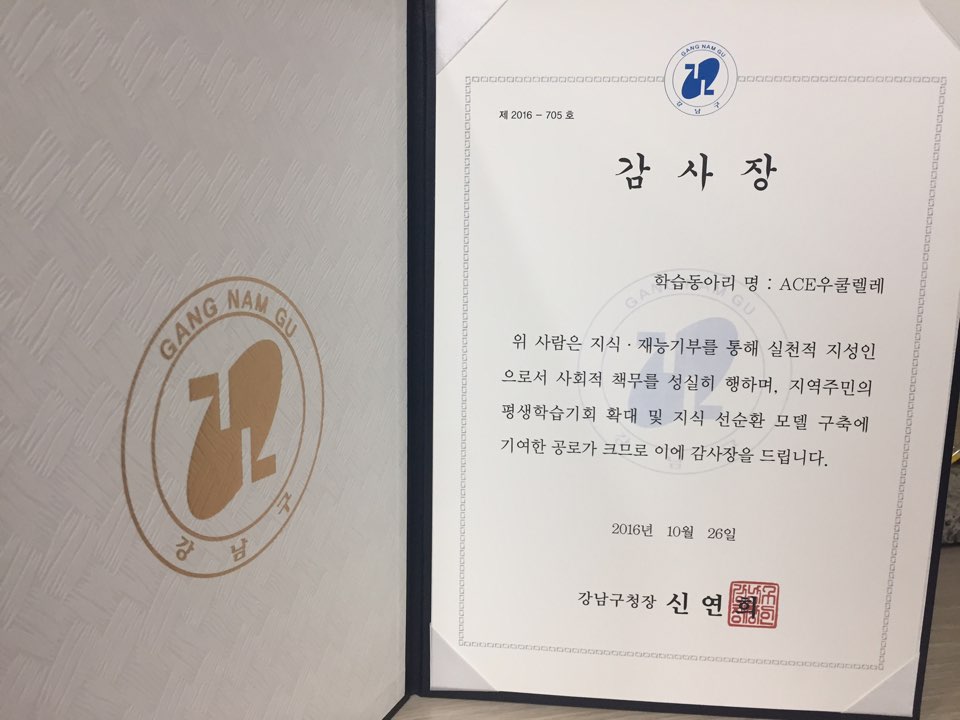 GANG NAM GU
강남구
GANG NAM GU
강남구
제 2016 - 705 호
감 사 장
학습동아리 명 : ACE우쿨렐레
위 사람은 지식·재능기부를 통해 실천적 지성인
으로서 사회적 책무를 성실히 행하며, 지역주민의
평생학습기회 확대 및 지식 선순환 모델 구축에
기여한 공로가 크므로 이에 감사장을 드립니다.
2016년 10월 26일
강남구청장 신 연 희